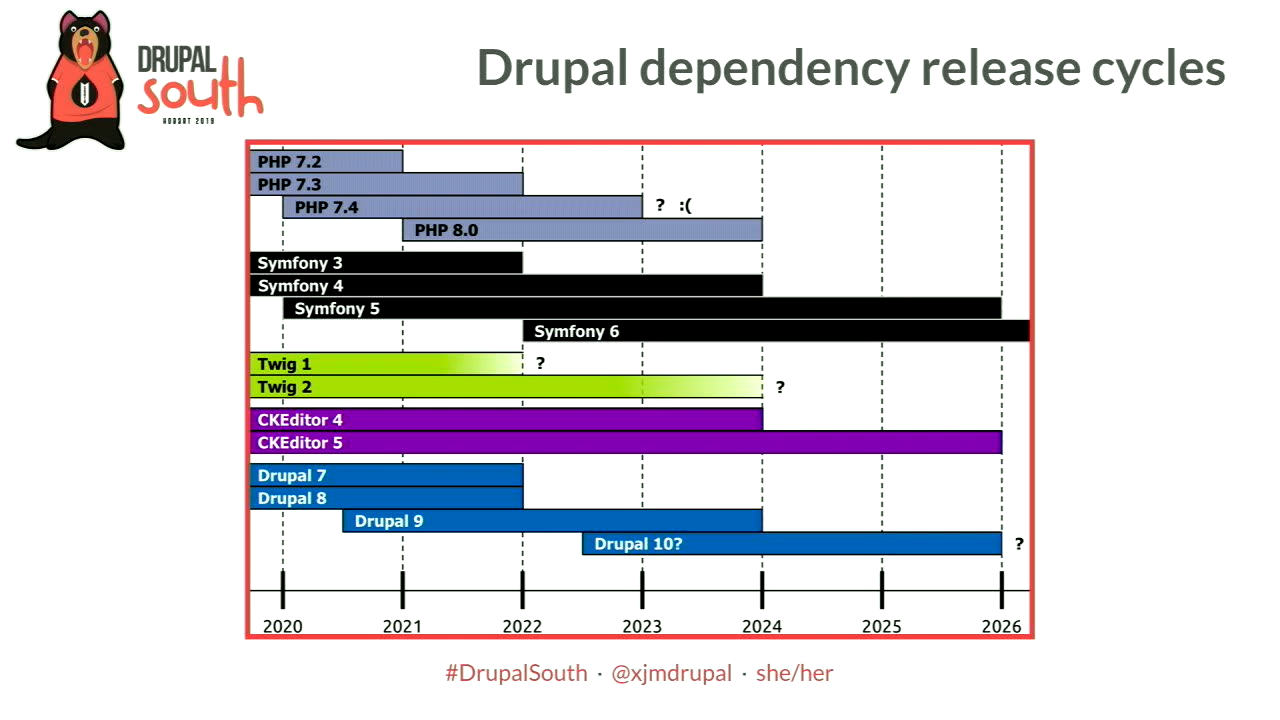 DRUPAL
south
HOBART 2019
Drupal dependency release cycles
PHP 7.2
PHP 7.3
PHP 7.4 ? :(
PHP 8.0
Symfony 3
Symfony 4
Symfony 5
Symfony 6
Twig 1 ?
Twig 2 ?
CKEditor 4
CKEditor 5
Drupal 7
Drupal 8
Drupal 9
Drupal 10? ?
2020 2021 2022 2023 2024 2025 2026
#DrupalSouth · @xjmdrupal · she/her